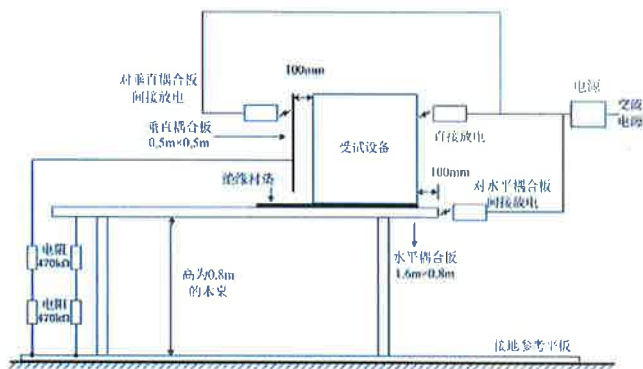 100mm
对垂直耦合板
间接放电
电源
交流
电源
垂直耦合板
0.5m×0.5m
直接放电
受试设备
100mm
绝缘衬垫
对水平耦合板
间接放电
电阻
470kΩ
高为0.8m
的木桌
水平耦合板
1.6m×0.8m
电阻
470kΩ
接地参考平板